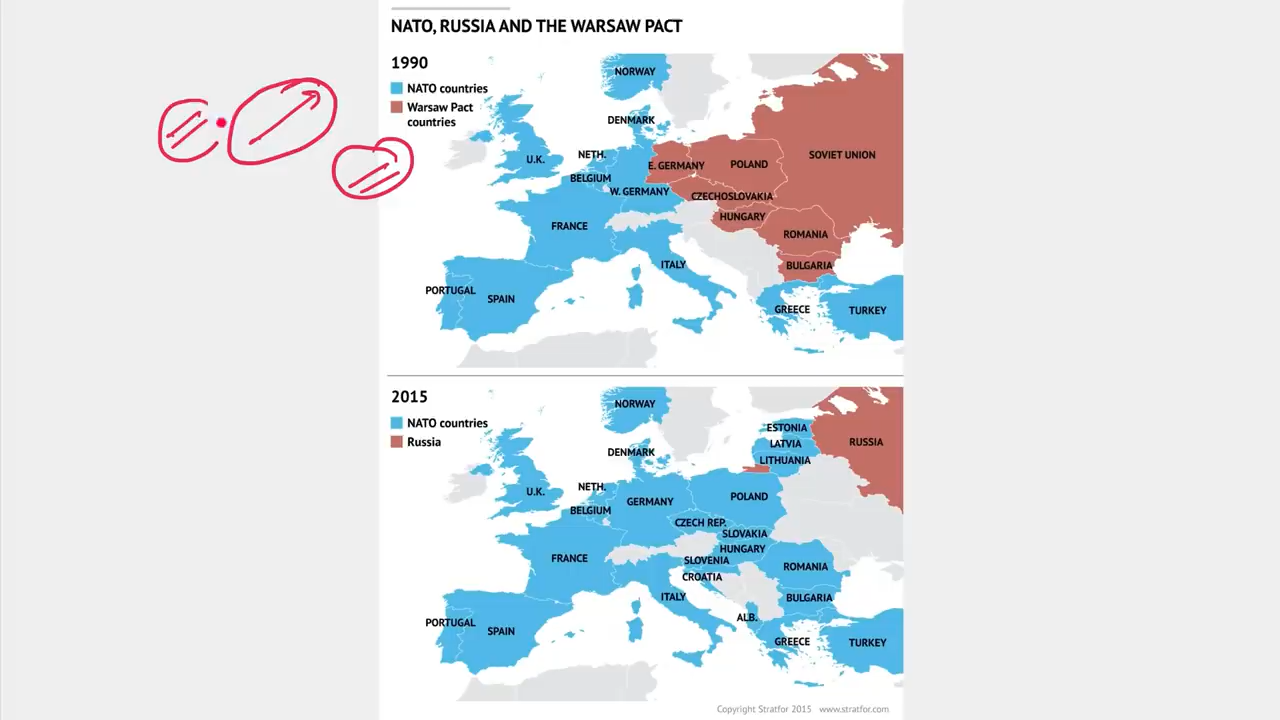 NATO, RUSSIA AND THE WARSAW PACT
1990
NATO countries
Warsaw Pact
countries
NORWAY
DENMARK
U.K.
NETH.
BELGIUM
W. GERMANY
E. GERMANY
POLAND
SOVIET UNION
CZECHOSLOVAKIA
HUNGARY
FRANCE
ROMANIA
ITALY
BULGARIA
PORTUGAL
SPAIN
GREECE
TURKEY
2015
NATO countries
Russia
NORWAY
ESTONIA
LATVIA
LITHUANIA
RUSSIA
DENMARK
U.K.
NETH.
BELGIUM
GERMANY
POLAND
CZECH REP.
SLOVAKIA
HUNGARY
SLOVENIA
CROATIA
FRANCE
ROMANIA
ITALY
BULGARIA
ALB.
PORTUGAL
SPAIN
GREECE
TURKEY
Copyright Stratfor 2015 www.stratfor.com